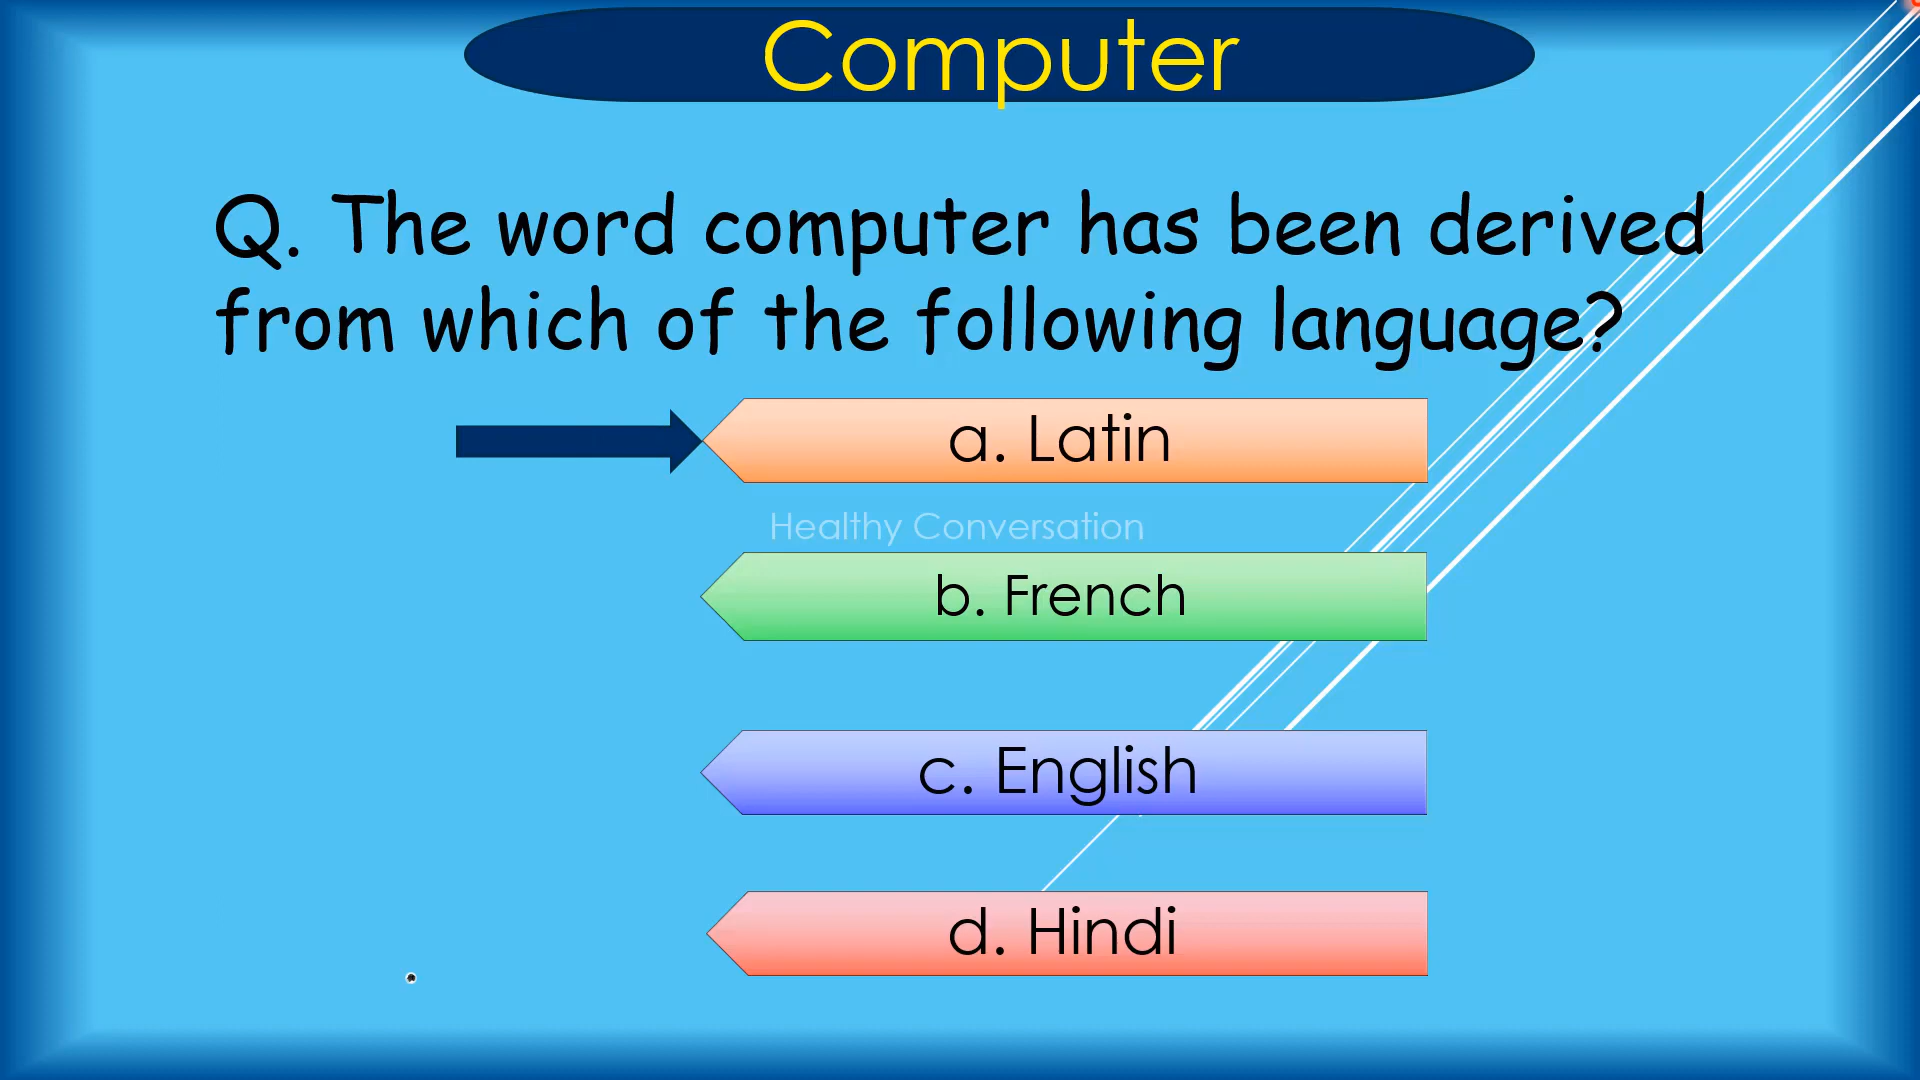 Computer
Q. The word computer has been derived
from which of the following language?
a. Latin
Healthy Conversation
b. French
c. English
d. Hindi